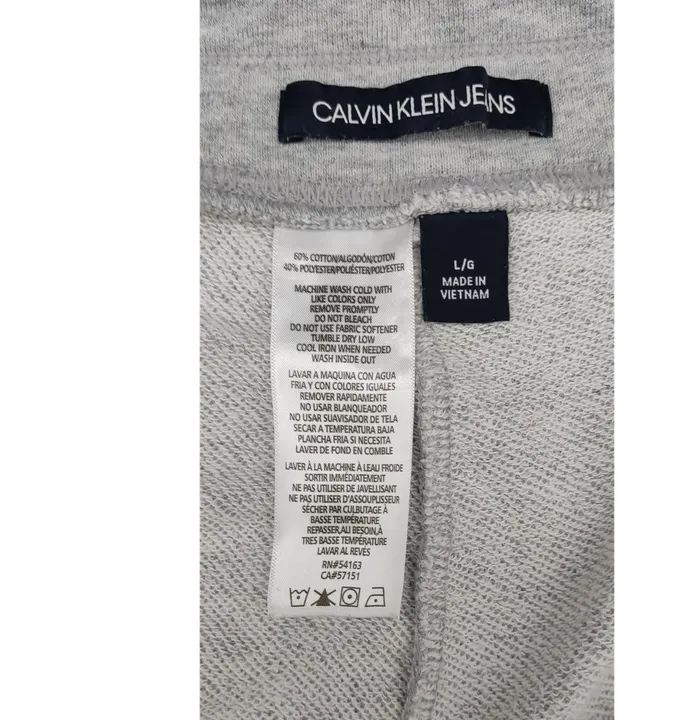 CALVIN KLEIN JEANS
60% COTTON/ALGODÓN/COTON
40% POLYESTER/POLIÉSTER/POLYESTER
MACHINE WASH COLD WITH
LIKE COLORS ONLY
REMOVE PROMPTLY
DO NOT BLEACH
DO NOT USE FABRIC SOFTENER
TUMBLE DRY LOW
COOL IRON WHEN NEEDED
WASH INSIDE OUT
LAVAR A MAQUINA CON AGUA
FRIA Y CON COLORES IGUALES
REMOVER RAPIDAMENTE
NO USAR BLANQUEADOR
NO USAR SUAVISADOR DE TELA
SECAR A TEMPERATURA BAJA
PLANCHA FRIA SI NECESITA
LAVER DE FOND EN COMBLE
LAVER À LA MACHINE À LEAU FROIDE
SORTIR IMMÉDIATEMENT
NE PAS UTILISER DE JAVELLISANT
NE PAS UTILISER D'ASSOUPLISSEUR
SÉCHER PAR CULBUTAGE À
BASSE TEMPÉRATURE
REPASSER, AU BESOIN, À
TRES BASSE TEMPÉRATURE
LAVAR AL REVÉS
RN#54163
CA#57151
L/G
MADE IN
VIETNAM